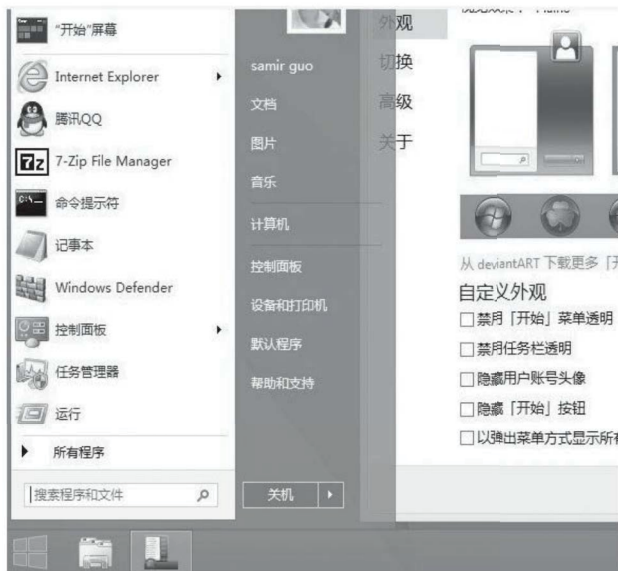 “开始”屏幕
Internet Explorer
腾讯QQ
7z 7-Zip File Manager
C:\_ 命令提示符
记事本
Windows Defender
控制面板
任务管理器
运行
所有程序
搜索程序和文件
samir guo
文档
图片
音乐
计算机
控制面板
设备和打印机
默认程序
帮助和支持
关机
外观
切换
高级
关于
从 deviantART 下载更多「开
自定义外观
禁用「开始」菜单透明
禁用任务栏透明
隐藏用户账号头像
隐藏「开始」按钮
以弹出菜单方式显示所有